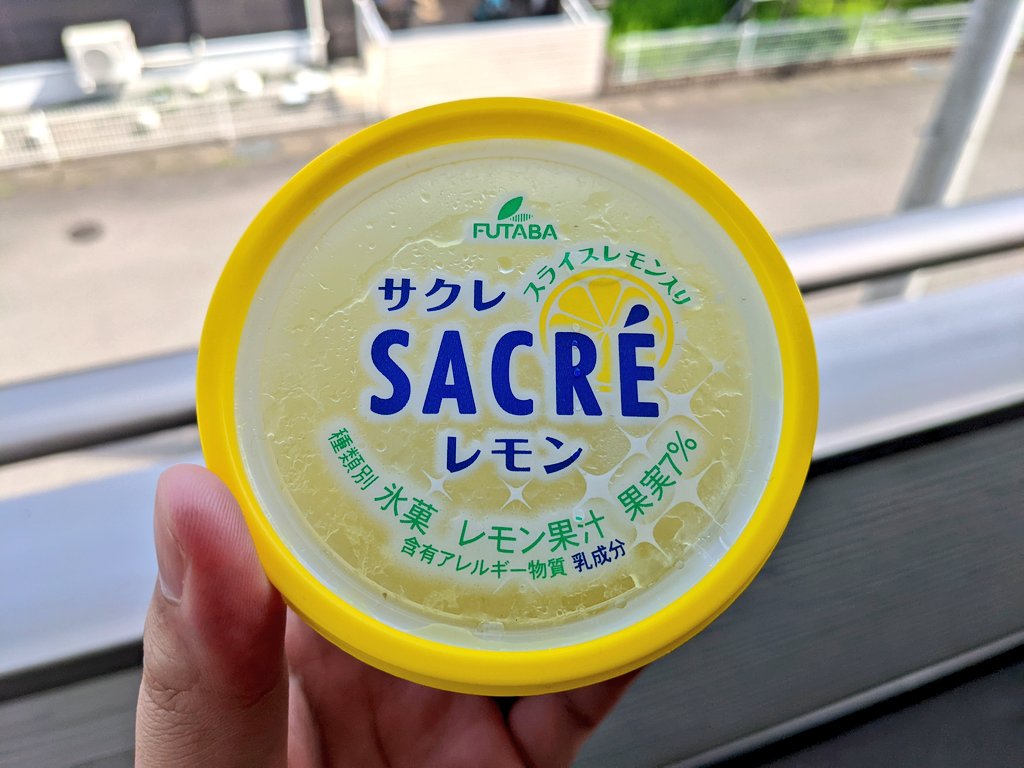 FUTABA
スライスレモン入り
サクレ
SACRÉ
レモン
種類別 氷菓 レモン果汁 果実7%
含有アレルギー物質 乳成分